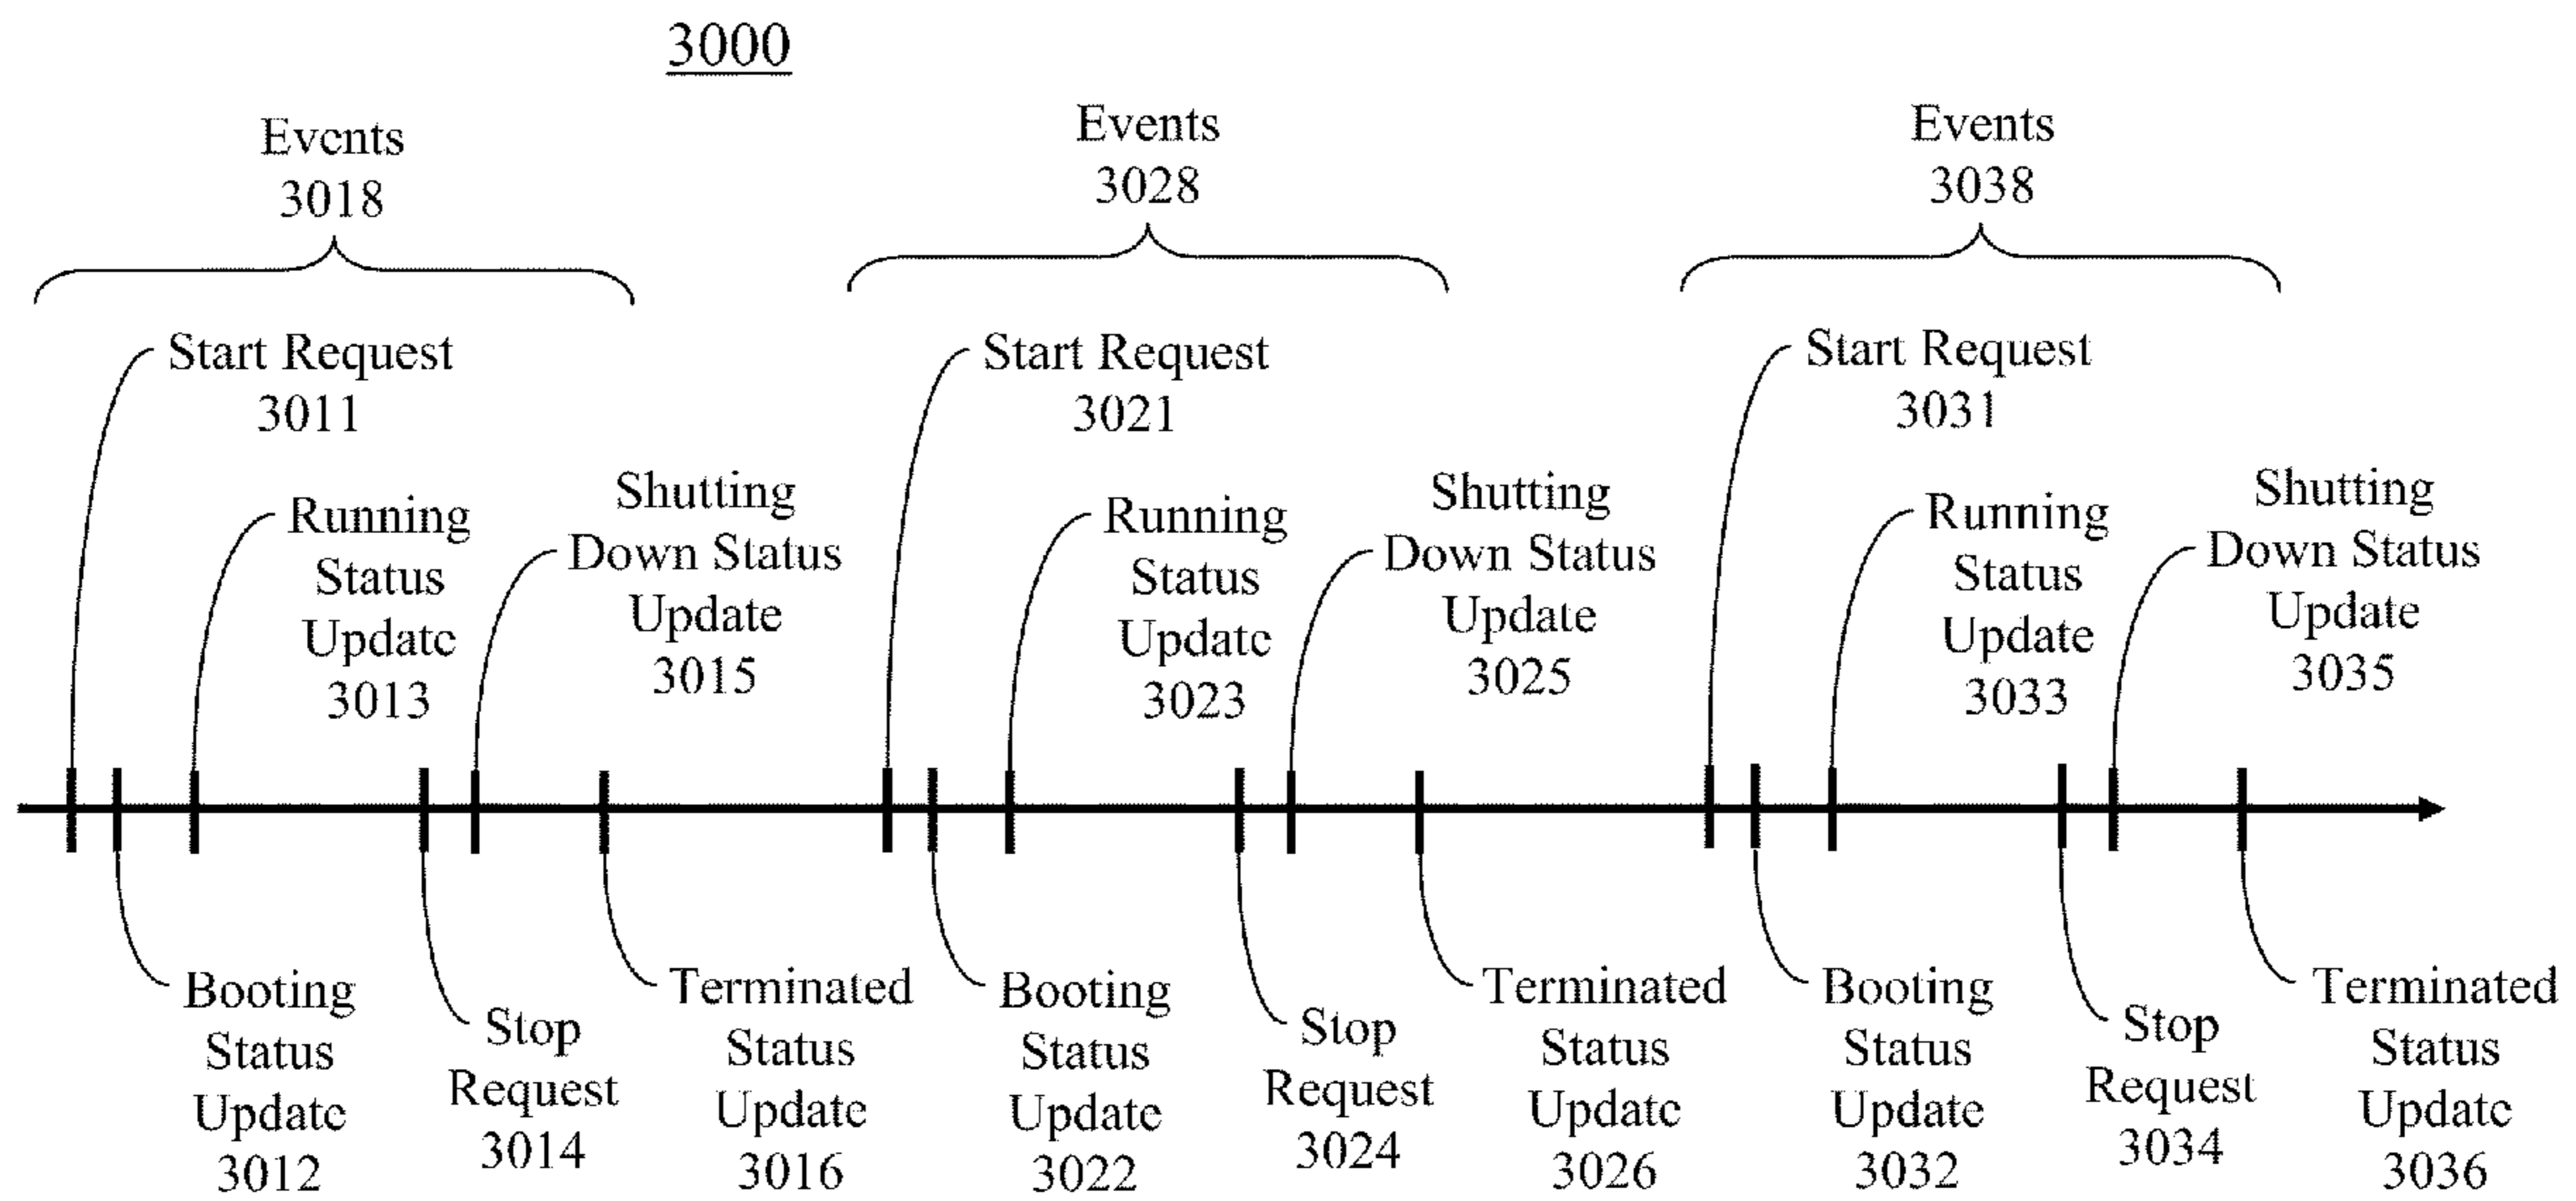 3000
Events
3018
Events
3028
Events
3038
Start Request
3011
Start Request
3021
Start Request
3031
Running
Status
Update
3013
Shutting
Down Status
Update
3015
Running
Status
Update
3023
Shutting
Down Status
Update
3025
Running
Status
Update
3033
Shutting
Down Status
Update
3035
Booting
Status
Update
3012
Stop
Request
3014
Terminated
Status
Update
3016
Booting
Status
Update
3022
Stop
Request
3024
Terminated
Status
Update
3026
Booting
Status
Update
3032
Stop
Request
3034
Terminated
Status
Update
3036